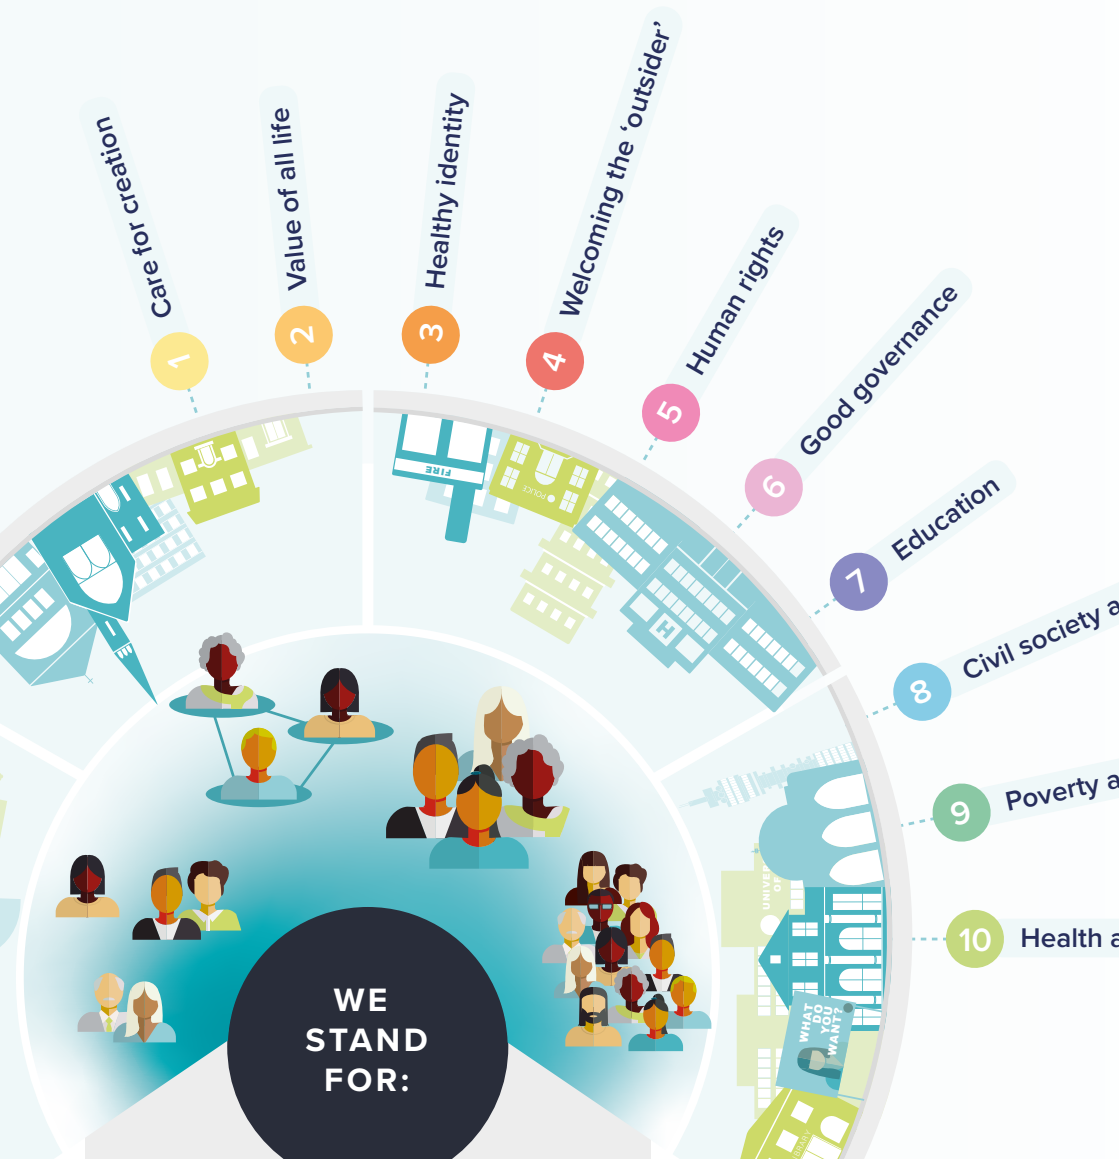 1 Care for creation
2 Value of all life
3 Healthy identity
4 Welcoming the ‘outsider’
5 Human rights
6 Good governance
7 Education
8 Civil society a
9 Poverty a
10 Health a
FIRE
POLICE
H
WHAT
DO
YOU
WANT?
WE
STAND
FOR: